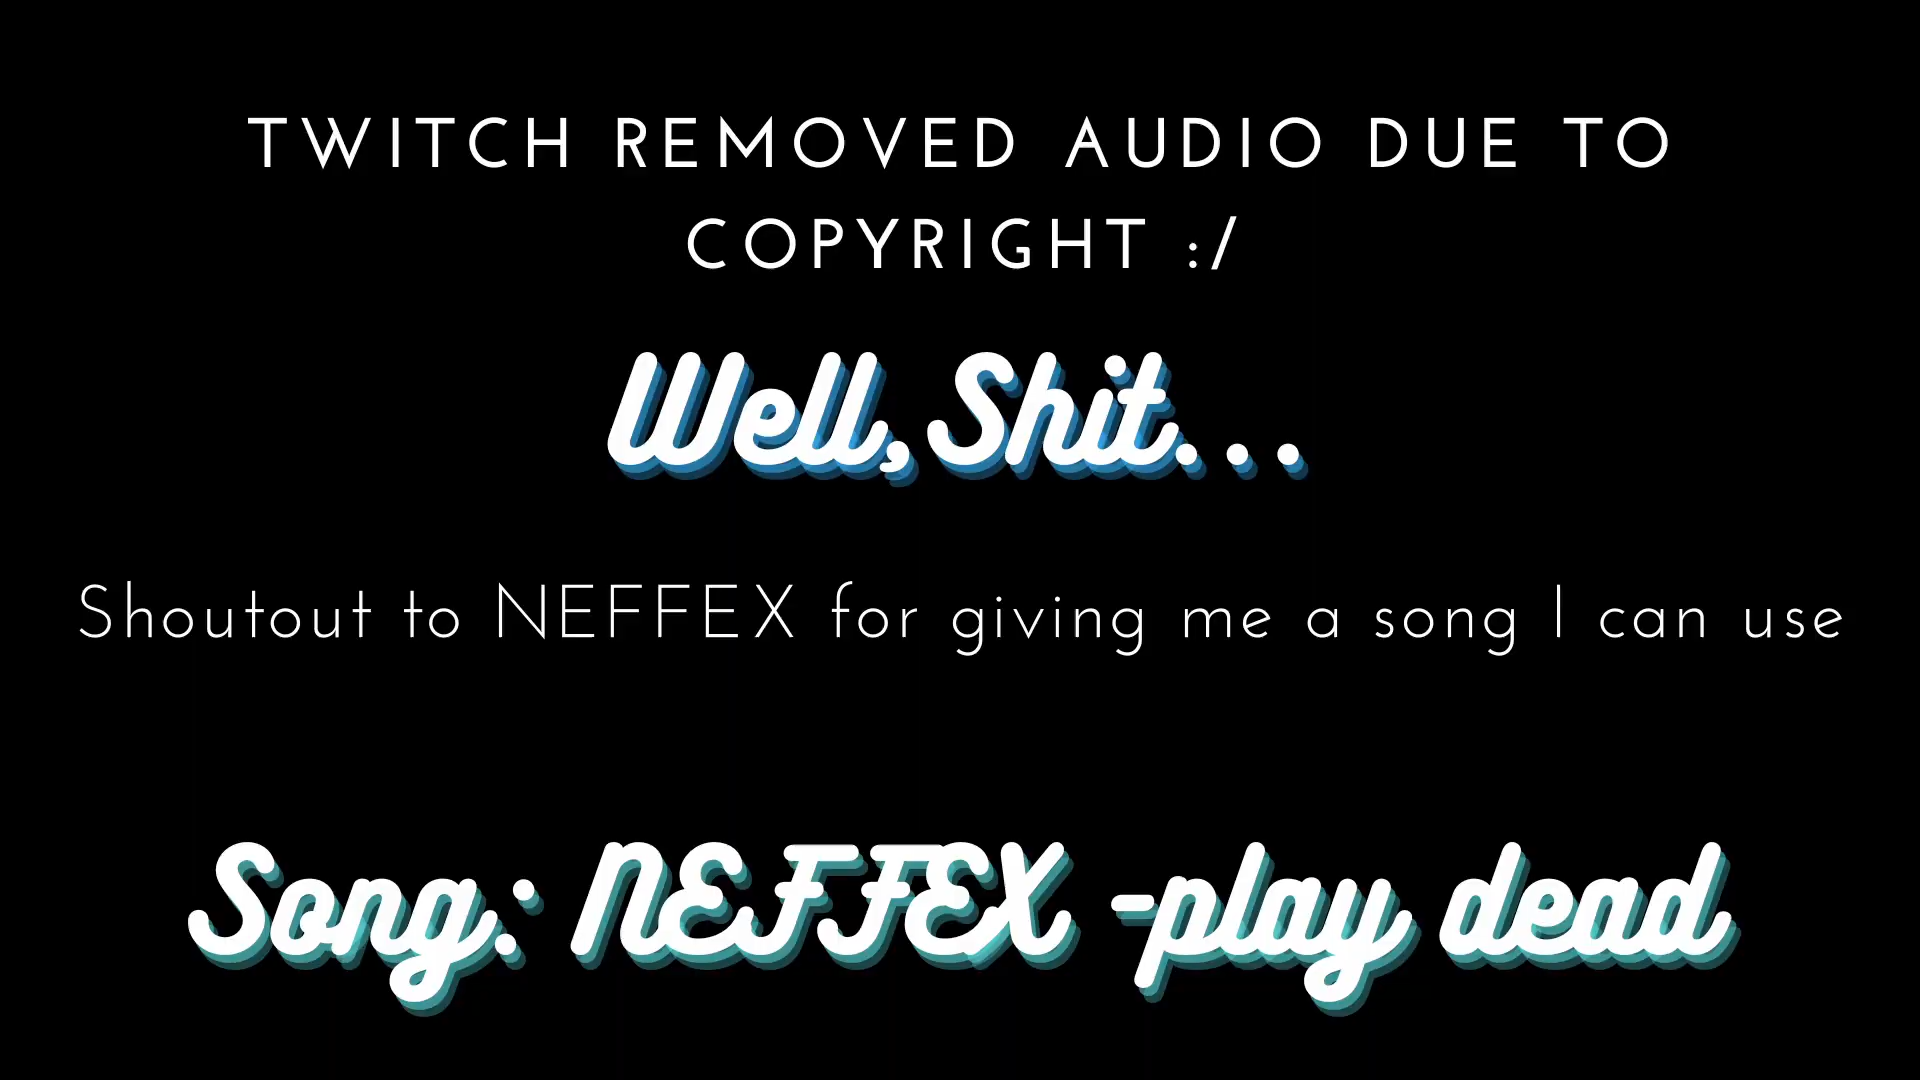 TWITCH REMOVED AUDIO DUE TO
COPYRIGHT :/
Well, Shit...
Shoutout to NEFFEX for giving me a song I can use
Song: NEFFEX -play dead